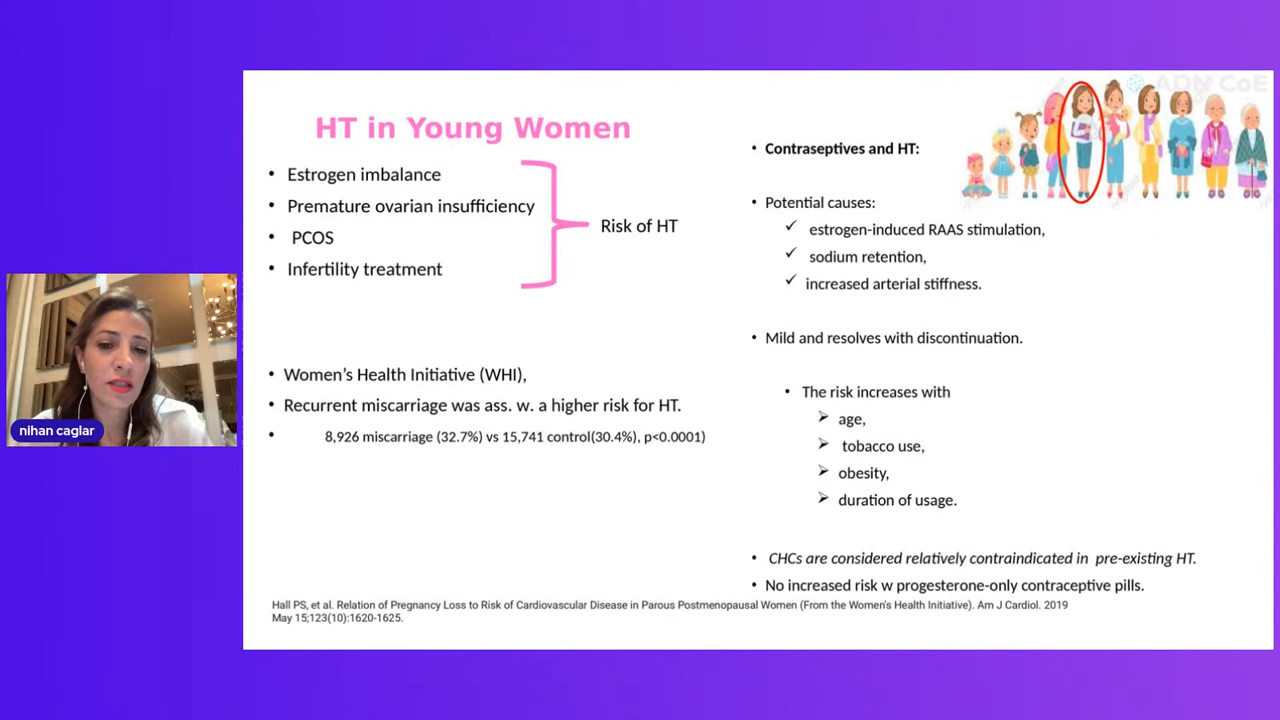 ADN CoE
HT in Young Women
• Estrogen imbalance
• Premature ovarian insufficiency
• PCOS
• Infertility treatment
Risk of HT
• Women's Health Initiative (WHI),
• Recurrent miscarriage was ass. w. a higher risk for HT.
• 8,926 miscarriage (32.7%) vs 15,741 control(30.4%), p<0.0001)
• Contraseptives and HT:
• Potential causes:
✓ estrogen-induced RAAS stimulation,
✓ sodium retention,
✓ increased arterial stiffness.
• Mild and resolves with discontinuation.
• The risk increases with
➢ age,
➢ tobacco use,
➢ obesity,
➢ duration of usage.
• CHCs are considered relatively contraindicated in pre-existing HT.
• No increased risk w progesterone-only contraceptive pills.
Hall PS, et al. Relation of Pregnancy Loss to Risk of Cardiovascular Disease in Parous Postmenopausal Women (From the Women's Health Initiative). Am J Cardiol. 2019
May 15;123(10):1620-1625.
nihan caglar